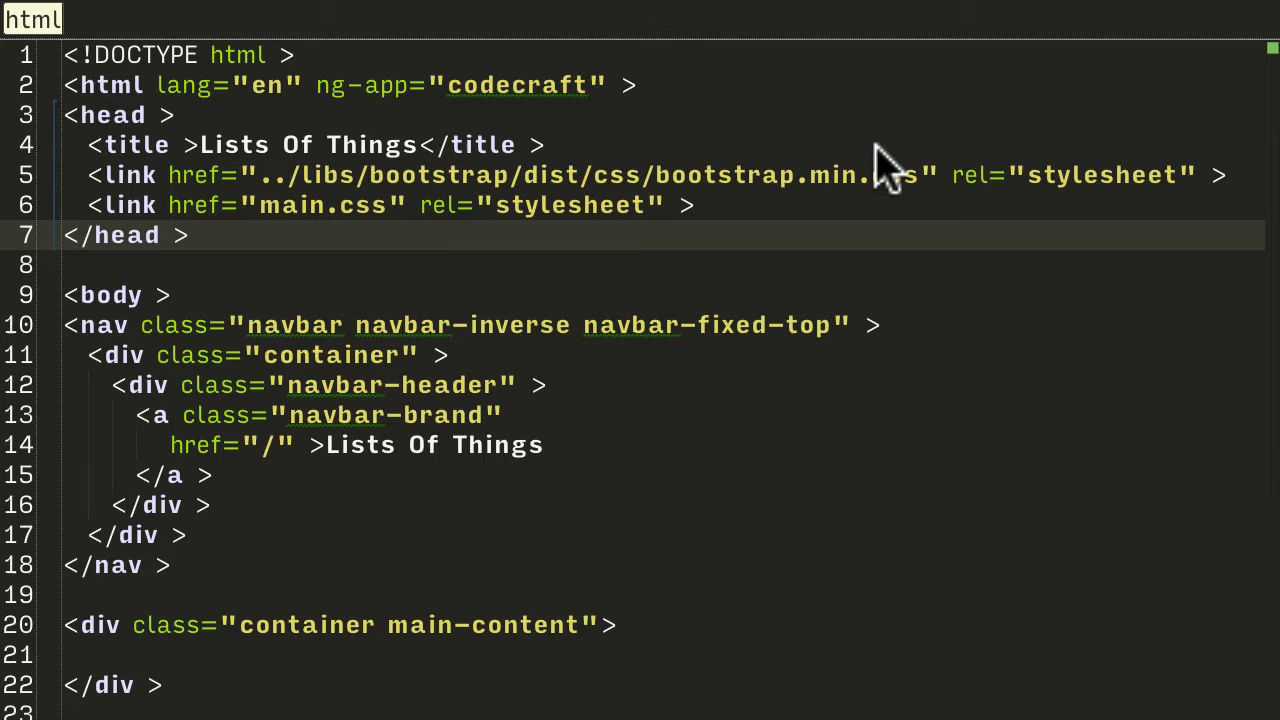 html
1 <!DOCTYPE html >
2 <html lang="en" ng-app="codecraft" >
3 <head >
4 <title >Lists Of Things</title >
5 <link href="../libs/bootstrap/dist/css/bootstrap.min. s" rel="stylesheet" >
6 <link href="main.css" rel="stylesheet" >
7 </head >
8
9 <body >
10 <nav class="navbar navbar-inverse navbar-fixed-top" >
11 <div class="container" >
12 <div class="navbar-header" >
13 <a class="navbar-brand"
14 href="/" >Lists Of Things
15 </a >
16 </div >
17 </div >
18 </nav >
19
20 <div class="container main-content">
21
22 </div >
23